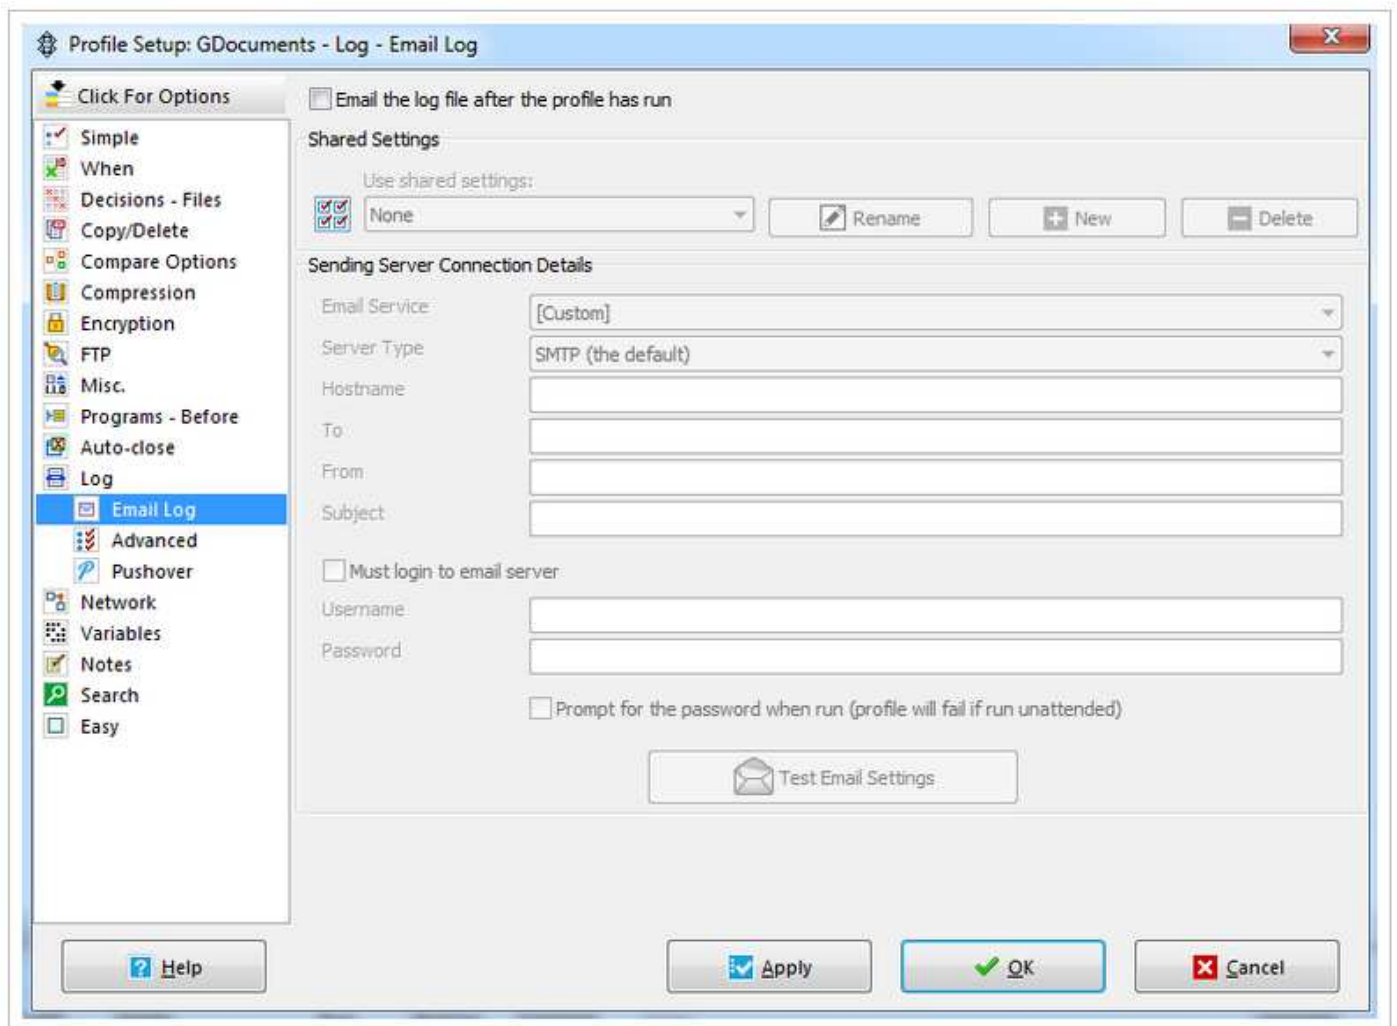 Profile Setup: GDocuments - Log - Email Log
Click For Options
Simple
When
Decisions - Files
Copy/Delete
Compare Options
Compression
Encryption
FTP
Misc.
Programs - Before
Auto-close
Log
Email Log
Advanced
Pushover
Network
Variables
Notes
Search
Easy
Email the log file after the profile has run
Shared Settings
Use shared settings:
None
Rename
New
Delete
Sending Server Connection Details
Email Service
[Custom]
Server Type
SMTP (the default)
Hostname
To
From
Subject
Must login to email server
Username
Password
Prompt for the password when run (profile will fail if run unattended)
Test Email Settings
Help
Apply
OK
Cancel